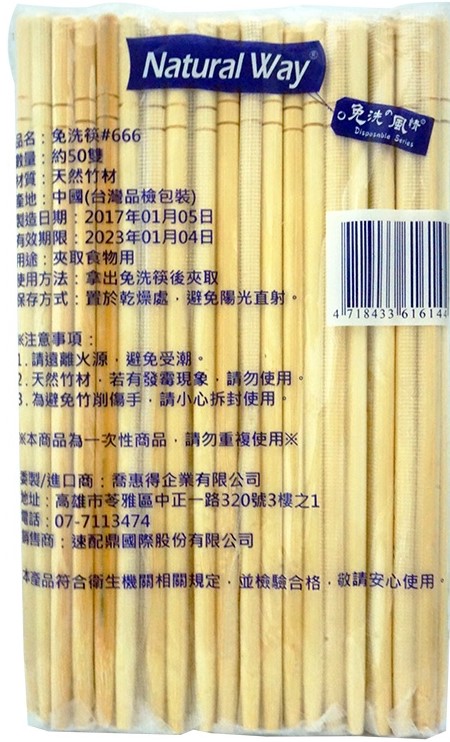 Natural Way®
免洗の風情
Disposable Series
品名：免洗筷#666
數量：約50雙
材質：天然竹材
產地：中國(台灣品檢包裝)
製造日期：2017年01月05日
有效期限：2023年01月04日
用途：夾取食物用
使用方法：拿出免洗筷後夾取
保存方式：置於乾燥處，避免陽光直射。
4 718433 616144
※注意事項：
1.請遠離火源，避免受潮。
2.天然竹材，若有發霉現象，請勿使用。
3.為避免竹削傷手，請小心拆封使用。
※本商品為一次性商品，請勿重複使用※
委製/進口商：喬惠得企業有限公司
地址：高雄市苓雅區中正一路320號3樓之1
電話：07-7113474
銷售商：速配鼎國際股份有限公司
本產品符合衛生機關相關規定，並檢驗合格，敬請安心使用。